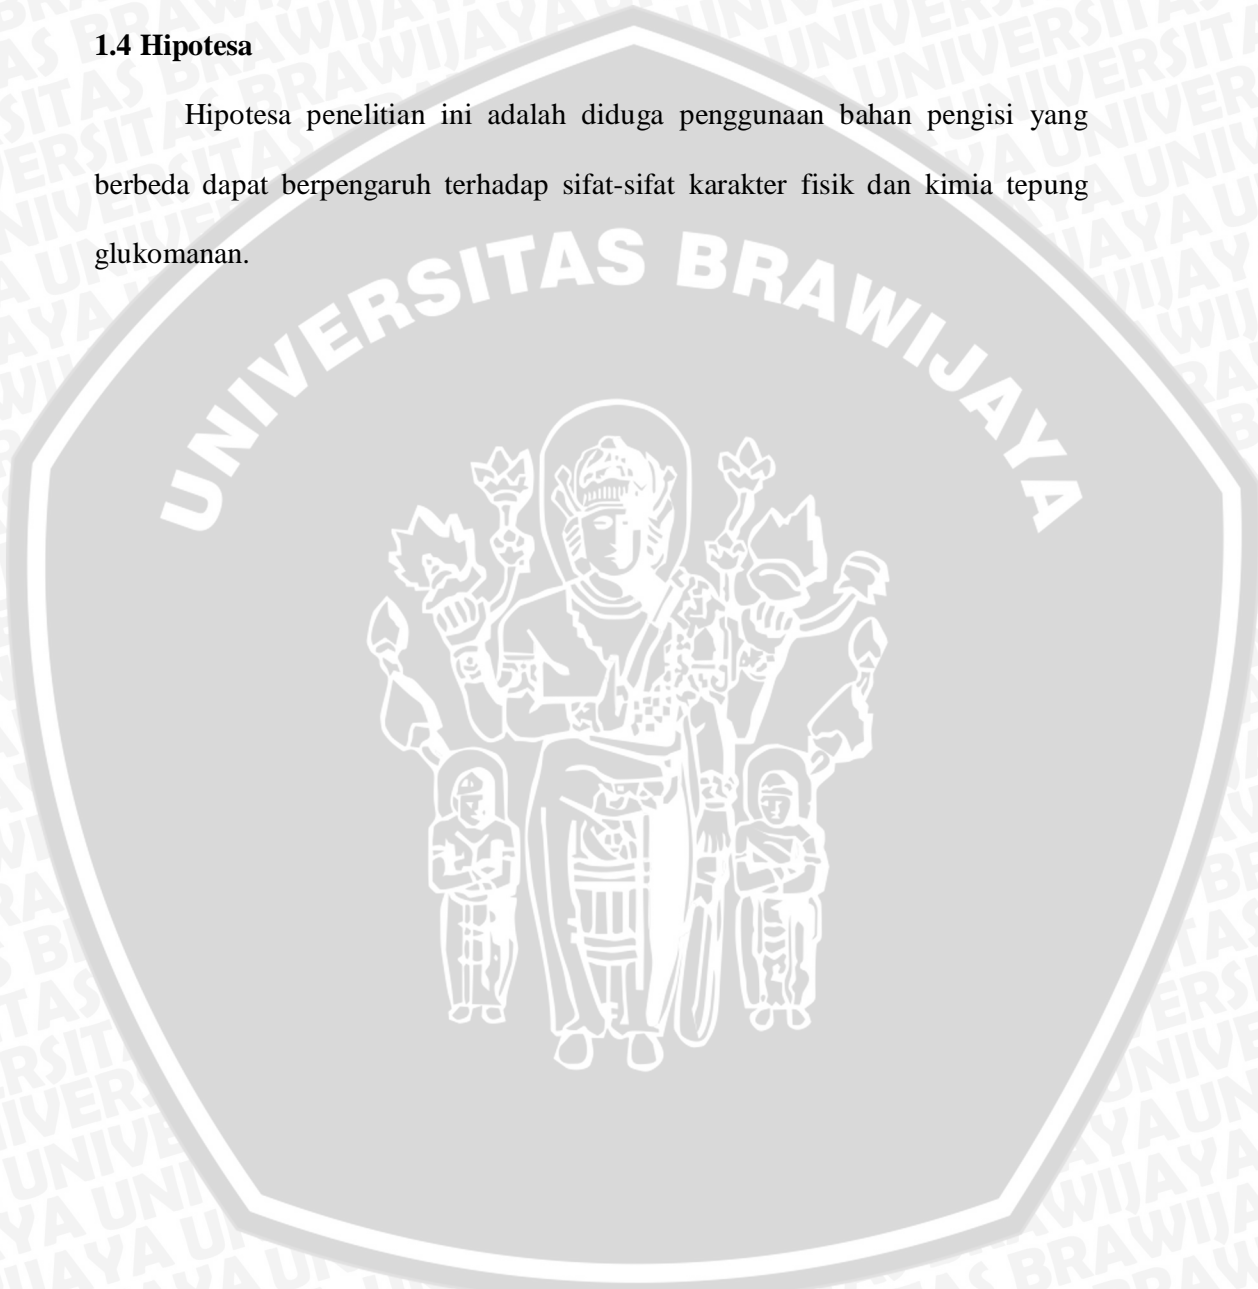 1.4 Hipotesa
Hipotesa penelitian ini adalah diduga penggunaan bahan pengisi yang
berbeda dapat berpengaruh terhadap sifat-sifat karakter fisik dan kimia tepung
glukomanan.
UNIVERSITAS BRAWIJAYA